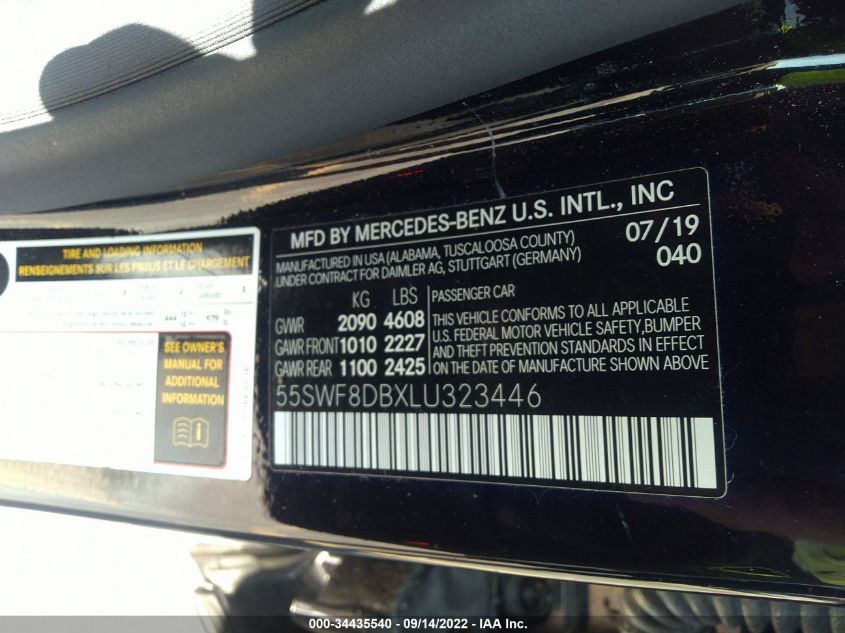 TIRE AND LOADING INFORMATION
RENSEIGNEMENTS SUR LES PNEUS ET LE CHARGEMENT
SEE OWNER'S
MANUAL FOR
ADDITIONAL
INFORMATION
MFD BY MERCEDES-BENZ U.S. INTL., INC
MANUFACTURED IN USA (ALABAMA, TUSCALOOSA COUNTY) 07/19
UNDER CONTRACT FOR DAIMLER AG, STUTTGART (GERMANY) 040
KG LBS PASSENGER CAR
GVWR 2090 4608 THIS VEHICLE CONFORMS TO ALL APPLICABLE
GAWR FRONT 1010 2227 U.S. FEDERAL MOTOR VEHICLE SAFETY, BUMPER
GAWR REAR 1100 2425 AND THEFT PREVENTION STANDARDS IN EFFECT
ON THE DATE OF MANUFACTURE SHOWN ABOVE
55SWF8DBXLU323446
000-34435540 - 09/14/2022 - IAA Inc.